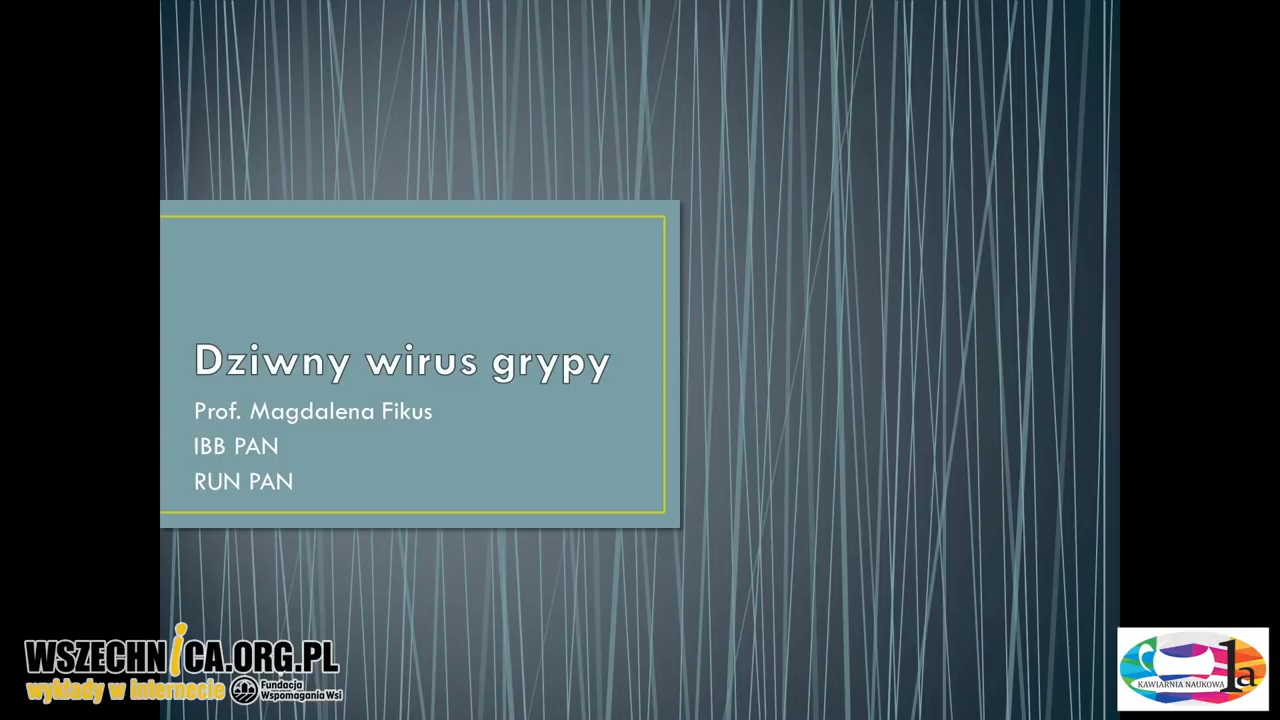 Dziwny wirus grypy
Prof. Magdalena Fikus
IBB PAN
RUN PAN
WSZECHNICA.ORG.PL
wykłady w internecie
Fundacja
Wspomagania Wsi
KAWIARNIA NAUKOWA 1a